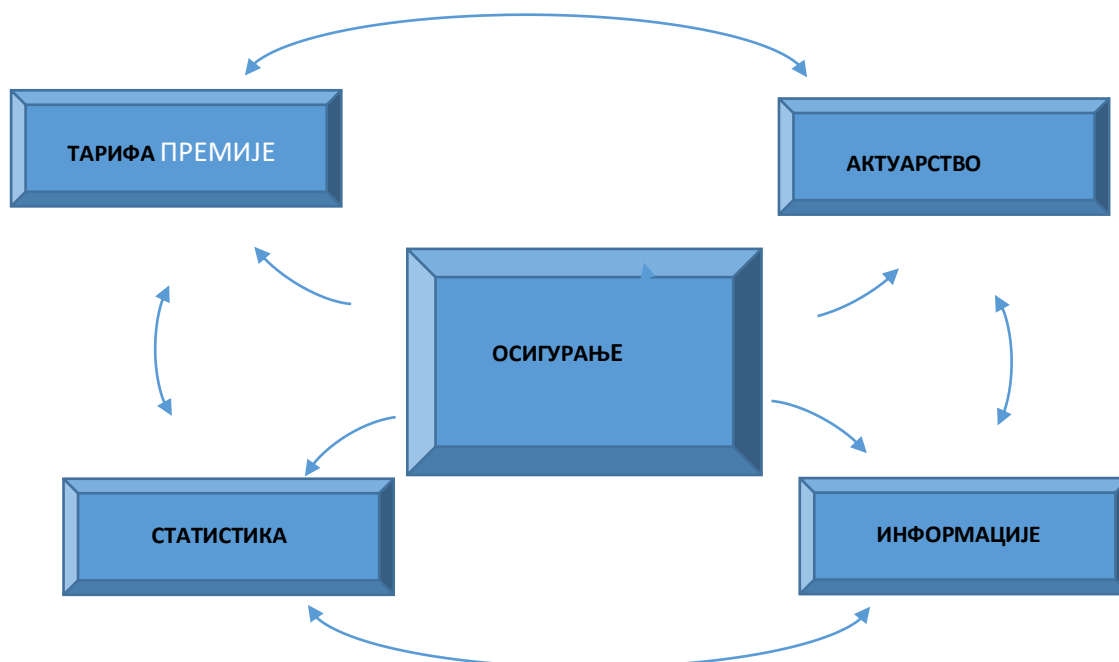 ТАРИФА ПРЕМИЈЕ
АКТУАРСТВО
ОСИГУРАЊЕ
СТАТИСТИКА
ИНФОРМАЦИЈЕ